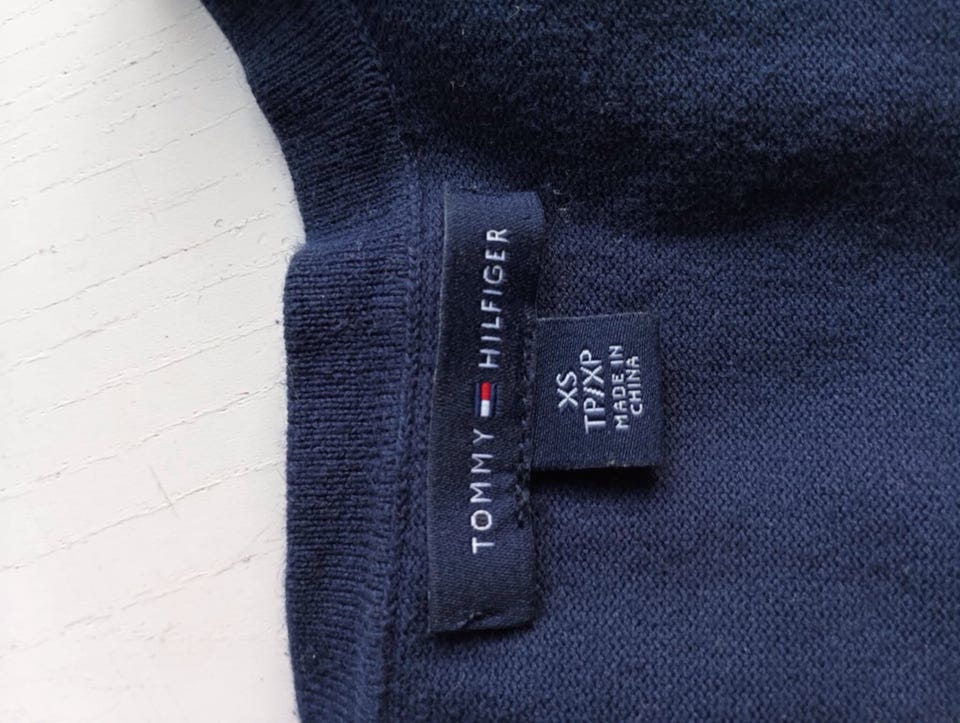 TOMMY HILFIGER
XS
TP/XP
MADE IN
CHINA